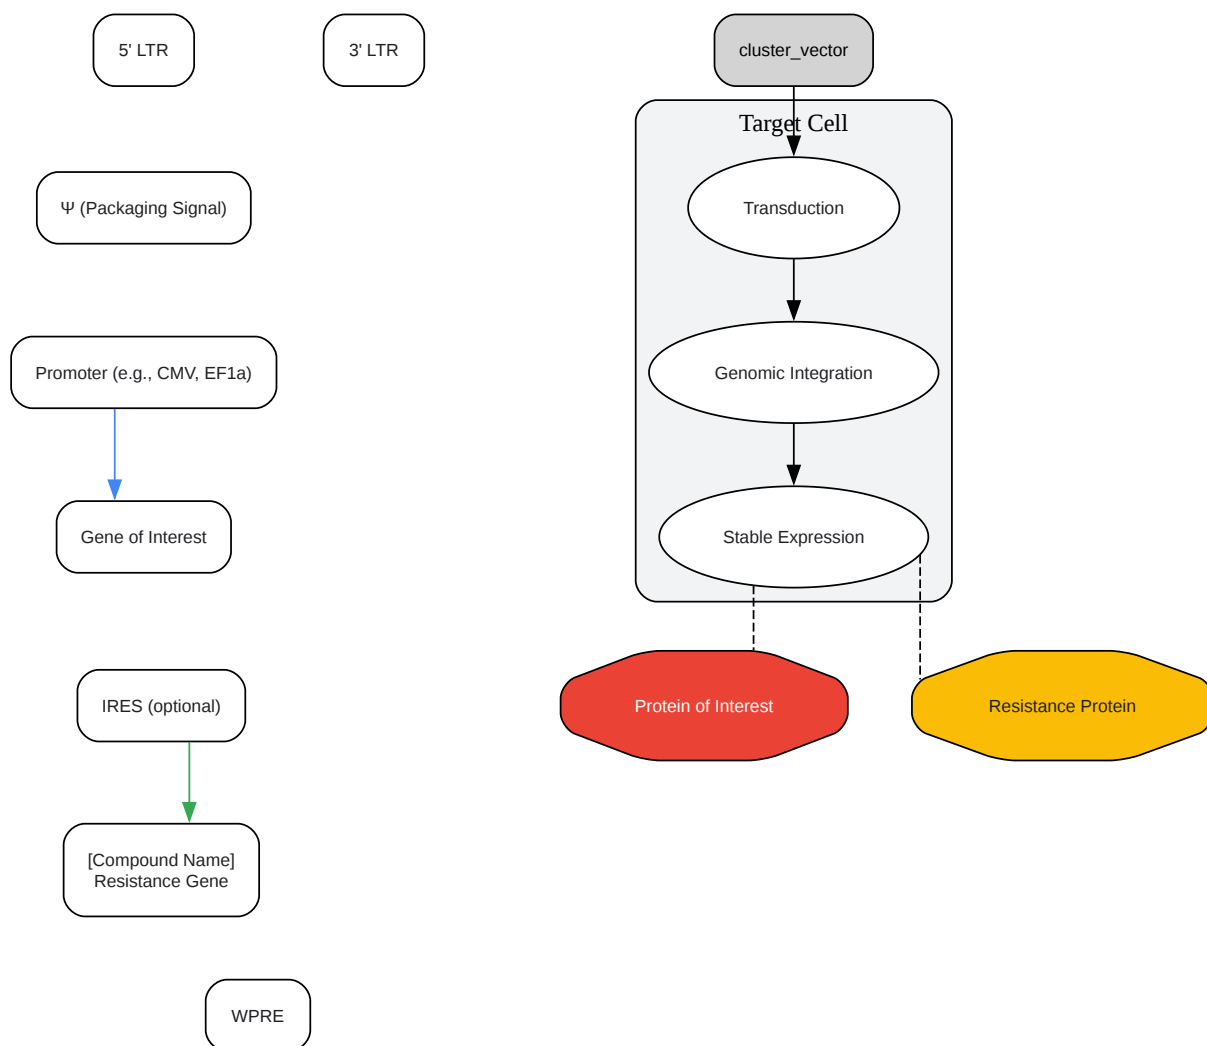 5' LTR
3' LTR
cluster_vector
Target Cell
Ψ (Packaging Signal)
Transduction
Promoter (e.g., CMV, EF1a)
Genomic Integration
Gene of Interest
Stable Expression
IRES (optional)
Protein of Interest
Resistance Protein
[Compound Name]
Resistance Gene
WPRE